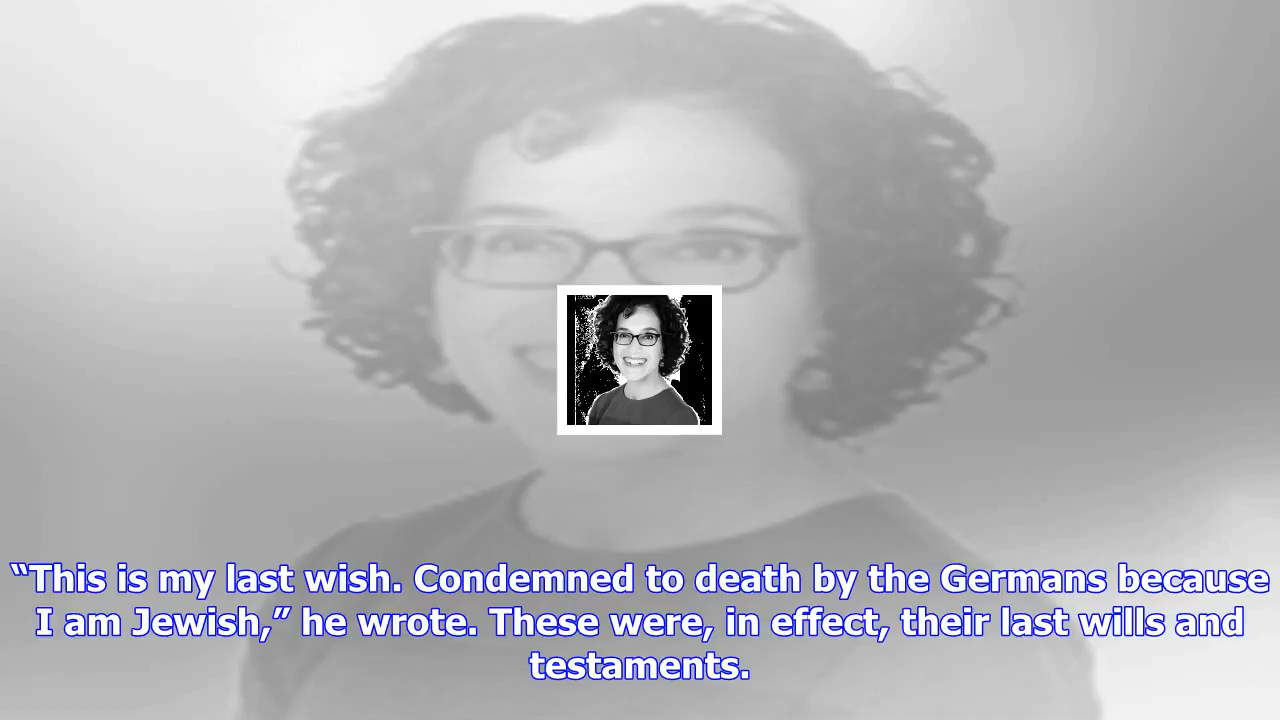 “This is my last wish. Condemned to death by the Germans because
I am Jewish,” he wrote. These were, in effect, their last wills and
testaments.